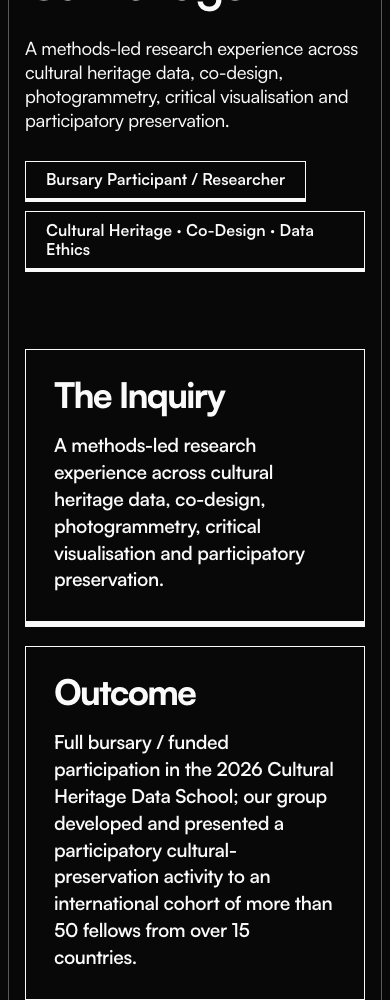 A methods-led research experience across
cultural heritage data, co-design,
photogrammetry, critical visualisation and
participatory preservation.
Bursary Participant / Researcher
Cultural Heritage · Co-Design · Data
Ethics
The Inquiry
A methods-led research
experience across cultural
heritage data, co-design,
photogrammetry, critical
visualisation and participatory
preservation.
Outcome
Full bursary / funded
participation in the 2026 Cultural
Heritage Data School; our group
developed and presented a
participatory cultural-
preservation activity to an
international cohort of more than
50 fellows from over 15
countries.